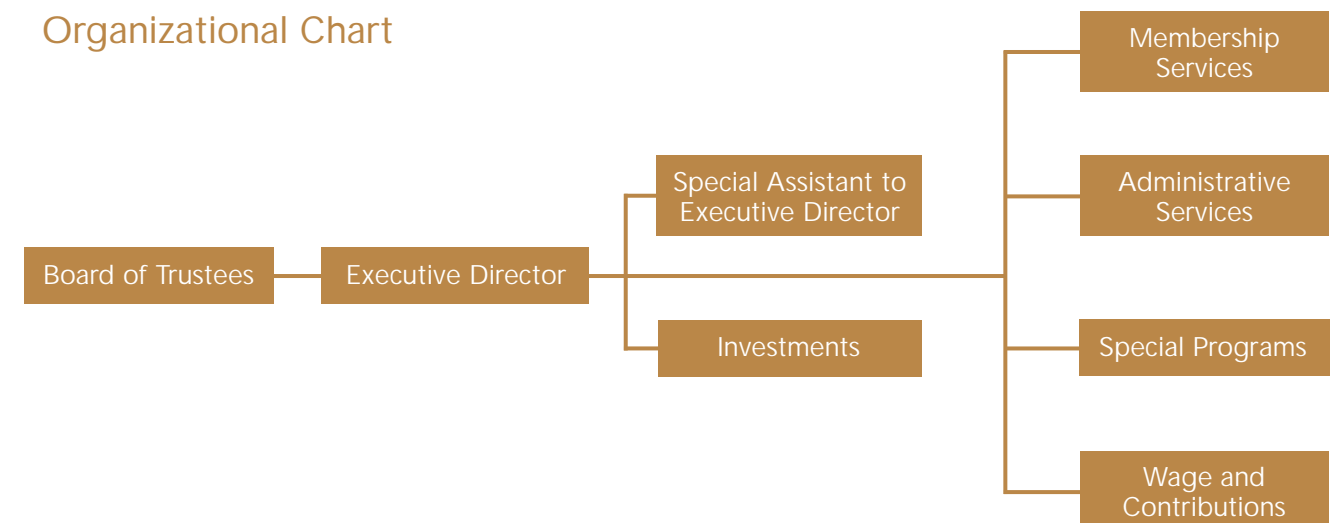 Organizational Chart
Membership
Services
Special Assistant to
Executive Director
Administrative
Services
Board of Trustees
Executive Director
Investments
Special Programs
Wage and
Contributions